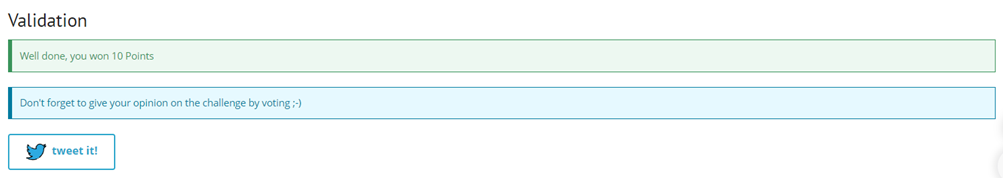 Validation
Well done, you won 10 Points
Don't forget to give your opinion on the challenge by voting ;-)
tweet it!